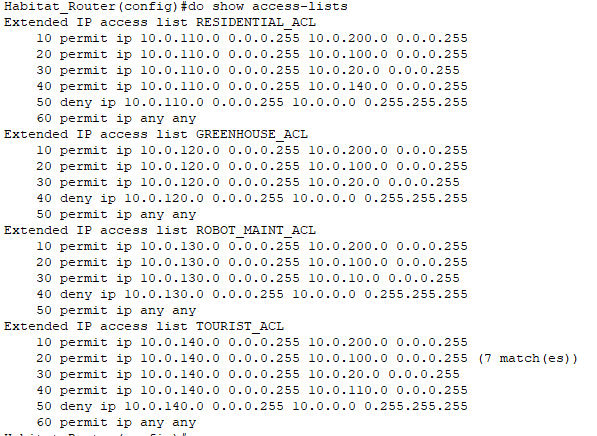 Habitat_Router(config)#do show access-lists
Extended IP access list RESIDENTIAL_ACL
    10 permit ip 10.0.110.0 0.0.0.255 10.0.200.0 0.0.0.255
    20 permit ip 10.0.110.0 0.0.0.255 10.0.100.0 0.0.0.255
    30 permit ip 10.0.110.0 0.0.0.255 10.0.20.0 0.0.0.255
    40 permit ip 10.0.110.0 0.0.0.255 10.0.140.0 0.0.0.255
    50 deny ip 10.0.110.0 0.0.0.255 10.0.0.0 0.255.255.255
    60 permit ip any any
Extended IP access list GREENHOUSE_ACL
    10 permit ip 10.0.120.0 0.0.0.255 10.0.200.0 0.0.0.255
    20 permit ip 10.0.120.0 0.0.0.255 10.0.100.0 0.0.0.255
    30 permit ip 10.0.120.0 0.0.0.255 10.0.20.0 0.0.0.255
    40 deny ip 10.0.120.0 0.0.0.255 10.0.0.0 0.255.255.255
    50 permit ip any any
Extended IP access list ROBOT_MAINT_ACL
    10 permit ip 10.0.130.0 0.0.0.255 10.0.200.0 0.0.0.255
    20 permit ip 10.0.130.0 0.0.0.255 10.0.100.0 0.0.0.255
    30 permit ip 10.0.130.0 0.0.0.255 10.0.10.0 0.0.0.255
    40 deny ip 10.0.130.0 0.0.0.255 10.0.0.0 0.255.255.255
    50 permit ip any any
Extended IP access list TOURIST_ACL
    10 permit ip 10.0.140.0 0.0.0.255 10.0.200.0 0.0.0.255
    20 permit ip 10.0.140.0 0.0.0.255 10.0.100.0 0.0.0.255 (7 match(es))
    30 permit ip 10.0.140.0 0.0.0.255 10.0.20.0 0.0.0.255
    40 permit ip 10.0.140.0 0.0.0.255 10.0.110.0 0.0.0.255
    50 deny ip 10.0.140.0 0.0.0.255 10.0.0.0 0.255.255.255
    60 permit ip any any